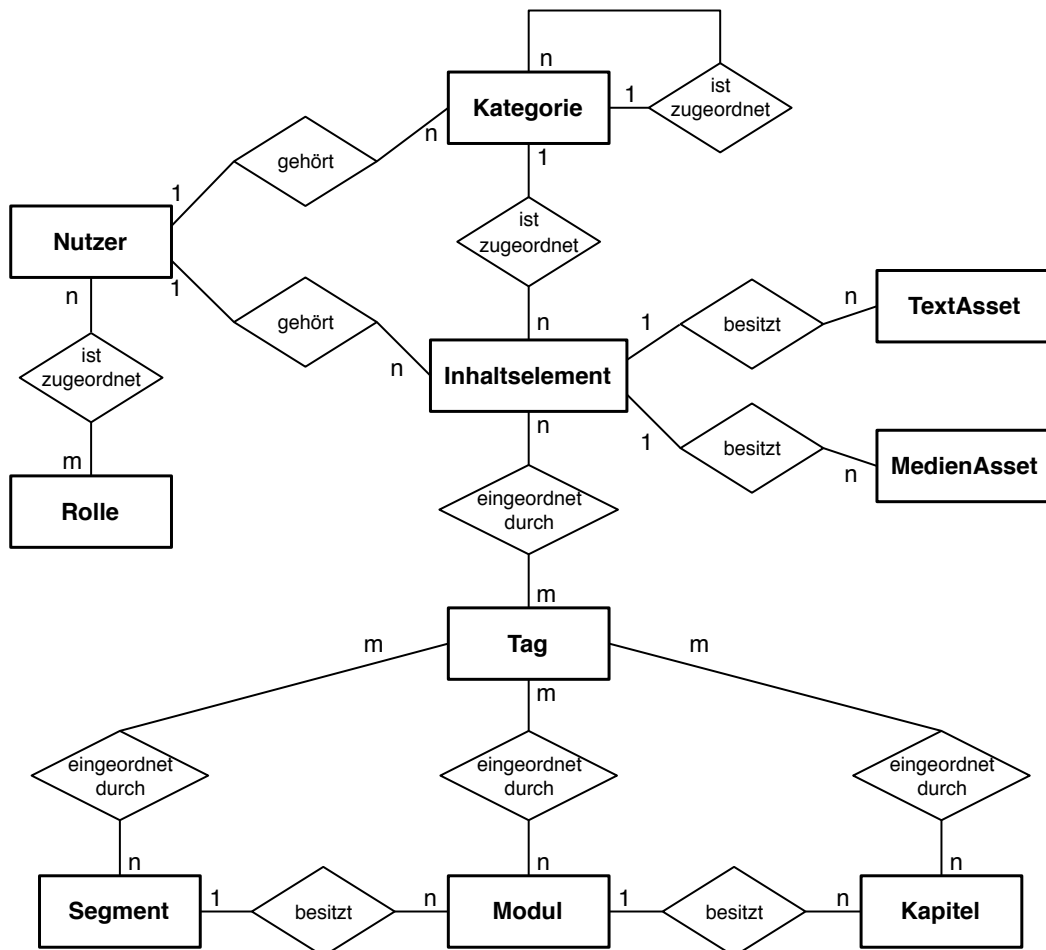 n
Kategorie
1
ist
zugeordnet
n
1
gehört
1
Nutzer
ist
zugeordnet
1
n
gehört
n
n
Inhaltselement
1
besitzt
n
TextAsset
ist
zugeordnet
m
Rolle
1
besitzt
n
MedienAsset
n
eingeordnet
durch
m
Tag
m
m
m
eingeordnet
durch
eingeordnet
durch
eingeordnet
durch
n
n
n
Segment
1
besitzt
n
Modul
1
besitzt
n
Kapitel